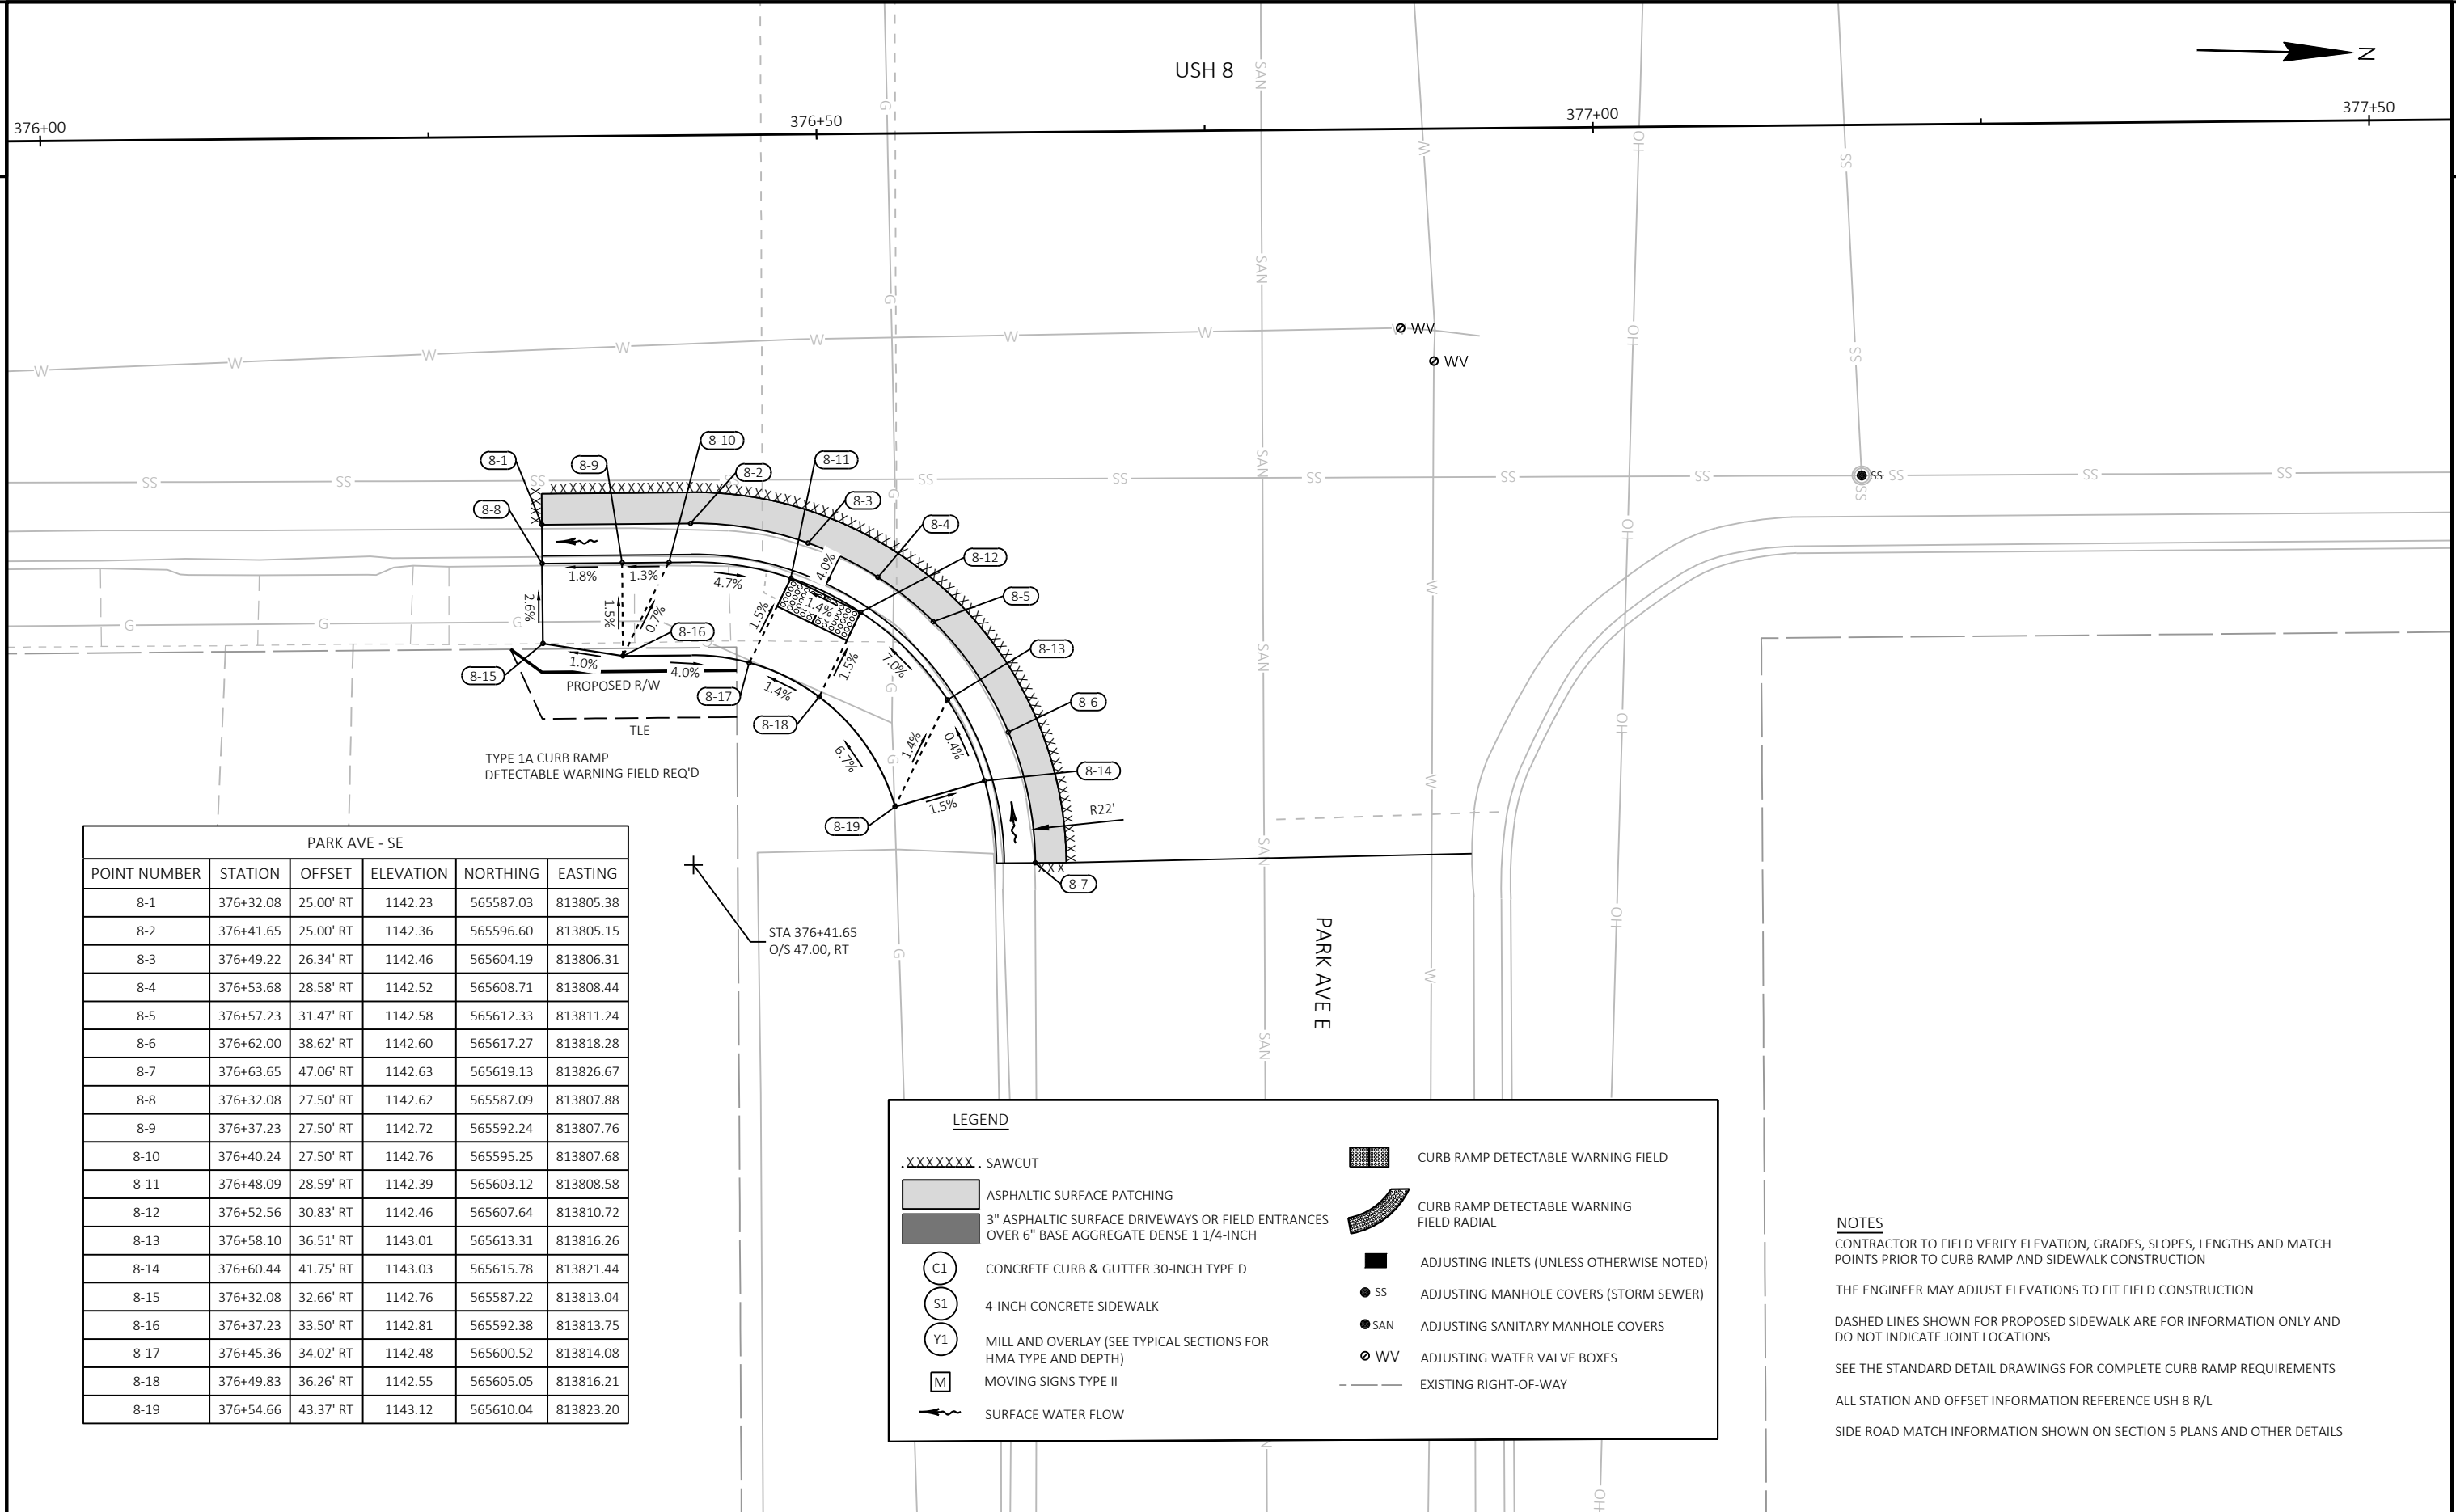 USH 8
N
376+00
376+50
377+00
377+50
G
SAN
W
OH
SS
W W W W W W W
WV
WV
SS SS SS SS SS SS SS SS SS SS SS
SS
8-1
8-9
8-10
8-2
8-11
8-3
8-8
8-4
8-12
8-5
8-13
8-16
8-15
8-17
8-18
8-6
8-14
8-19
8-7
1.8%
1.3%
4.7%
4.0%
2.6%
1.5%
0.7%
1.5%
1.4%
1.0%
4.0%
1.4%
1.5%
7.0%
6.7%
1.4%
0.4%
1.5%
R22'
PROPOSED R/W
TLE
TYPE 1A CURB RAMP
DETECTABLE WARNING FIELD REQ'D
STA 376+41.65
O/S 47.00, RT
PARK AVE E
PARK AVE - SE
POINT NUMBER STATION OFFSET ELEVATION NORTHING EASTING
8-1 376+32.08 25.00' RT 1142.23 565587.03 813805.38
8-2 376+41.65 25.00' RT 1142.36 565596.60 813805.15
8-3 376+49.22 26.34' RT 1142.46 565604.19 813806.31
8-4 376+53.68 28.58' RT 1142.52 565608.71 813808.44
8-5 376+57.23 31.47' RT 1142.58 565612.33 813811.24
8-6 376+62.00 38.62' RT 1142.60 565617.27 813818.28
8-7 376+63.65 47.06' RT 1142.63 565619.13 813826.67
8-8 376+32.08 27.50' RT 1142.62 565587.09 813807.88
8-9 376+37.23 27.50' RT 1142.72 565592.24 813807.76
8-10 376+40.24 27.50' RT 1142.76 565595.25 813807.68
8-11 376+48.09 28.59' RT 1142.39 565603.12 813808.58
8-12 376+52.56 30.83' RT 1142.46 565607.64 813810.72
8-13 376+58.10 36.51' RT 1143.01 565613.31 813816.26
8-14 376+60.44 41.75' RT 1143.03 565615.78 813821.44
8-15 376+32.08 32.66' RT 1142.76 565587.22 813813.04
8-16 376+37.23 33.50' RT 1142.81 565592.38 813813.75
8-17 376+45.36 34.02' RT 1142.48 565600.52 813814.08
8-18 376+49.83 36.26' RT 1142.55 565605.05 813816.21
8-19 376+54.66 43.37' RT 1143.12 565610.04 813823.20
LEGEND
XXXXXXX SAWCUT
ASPHALTIC SURFACE PATCHING
3" ASPHALTIC SURFACE DRIVEWAYS OR FIELD ENTRANCES
OVER 6" BASE AGGREGATE DENSE 1 1/4-INCH
C1 CONCRETE CURB & GUTTER 30-INCH TYPE D
S1 4-INCH CONCRETE SIDEWALK
Y1 MILL AND OVERLAY (SEE TYPICAL SECTIONS FOR
HMA TYPE AND DEPTH)
M MOVING SIGNS TYPE II
SURFACE WATER FLOW
CURB RAMP DETECTABLE WARNING FIELD
CURB RAMP DETECTABLE WARNING
FIELD RADIAL
ADJUSTING INLETS (UNLESS OTHERWISE NOTED)
SS ADJUSTING MANHOLE COVERS (STORM SEWER)
SAN ADJUSTING SANITARY MANHOLE COVERS
WV ADJUSTING WATER VALVE BOXES
EXISTING RIGHT-OF-WAY
NOTES
CONTRACTOR TO FIELD VERIFY ELEVATION, GRADES, SLOPES, LENGTHS AND MATCH
POINTS PRIOR TO CURB RAMP AND SIDEWALK CONSTRUCTION
THE ENGINEER MAY ADJUST ELEVATIONS TO FIT FIELD CONSTRUCTION
DASHED LINES SHOWN FOR PROPOSED SIDEWALK ARE FOR INFORMATION ONLY AND
DO NOT INDICATE JOINT LOCATIONS
SEE THE STANDARD DETAIL DRAWINGS FOR COMPLETE CURB RAMP REQUIREMENTS
ALL STATION AND OFFSET INFORMATION REFERENCE USH 8 R/L
SIDE ROAD MATCH INFORMATION SHOWN ON SECTION 5 PLANS AND OTHER DETAILS